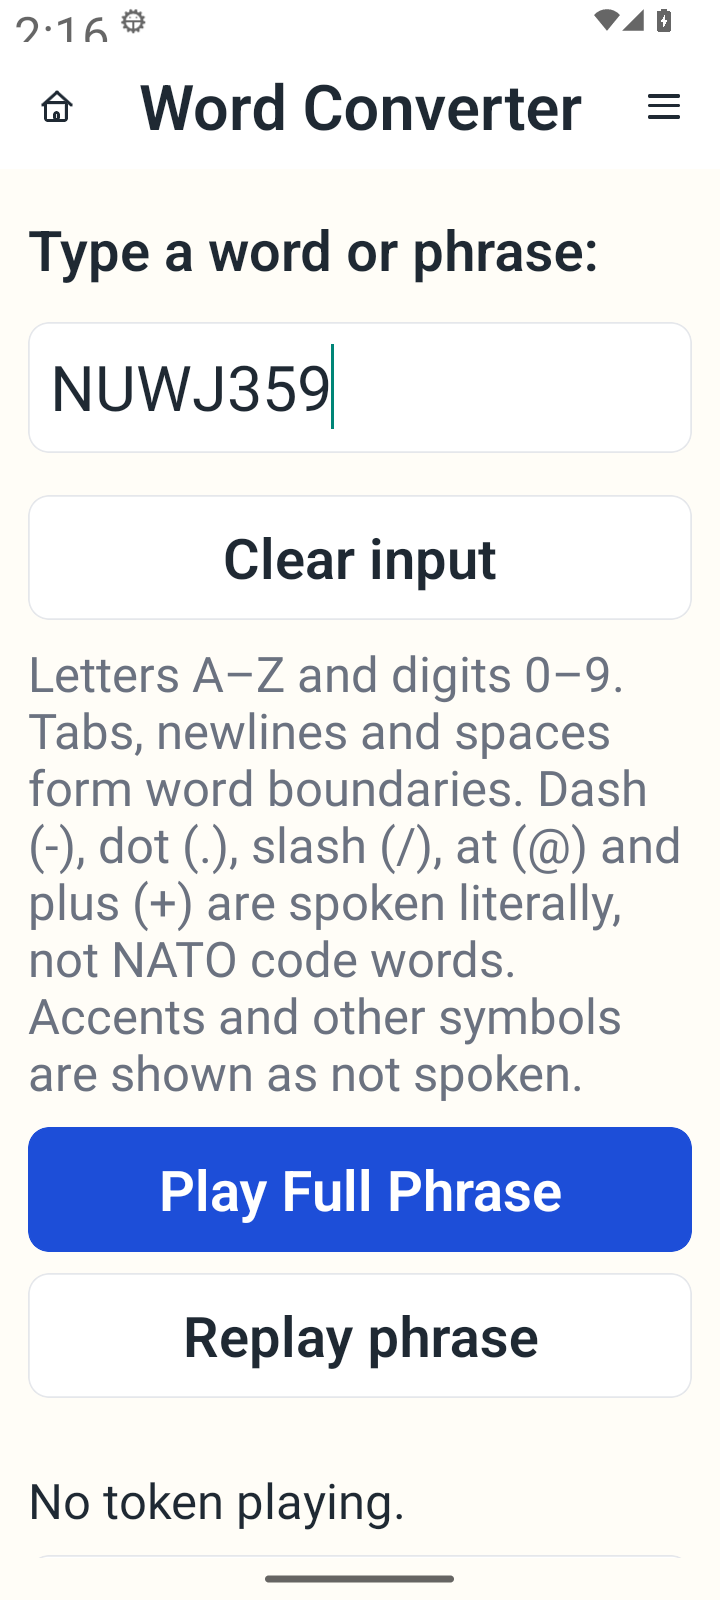 2:16
Word Converter
Type a word or phrase:
NUWJ359
Clear input
Letters A–Z and digits 0–9.
Tabs, newlines and spaces
form word boundaries. Dash
(-), dot (.), slash (/), at (@) and
plus (+) are spoken literally,
not NATO code words.
Accents and other symbols
are shown as not spoken.
Play Full Phrase
Replay phrase
No token playing.